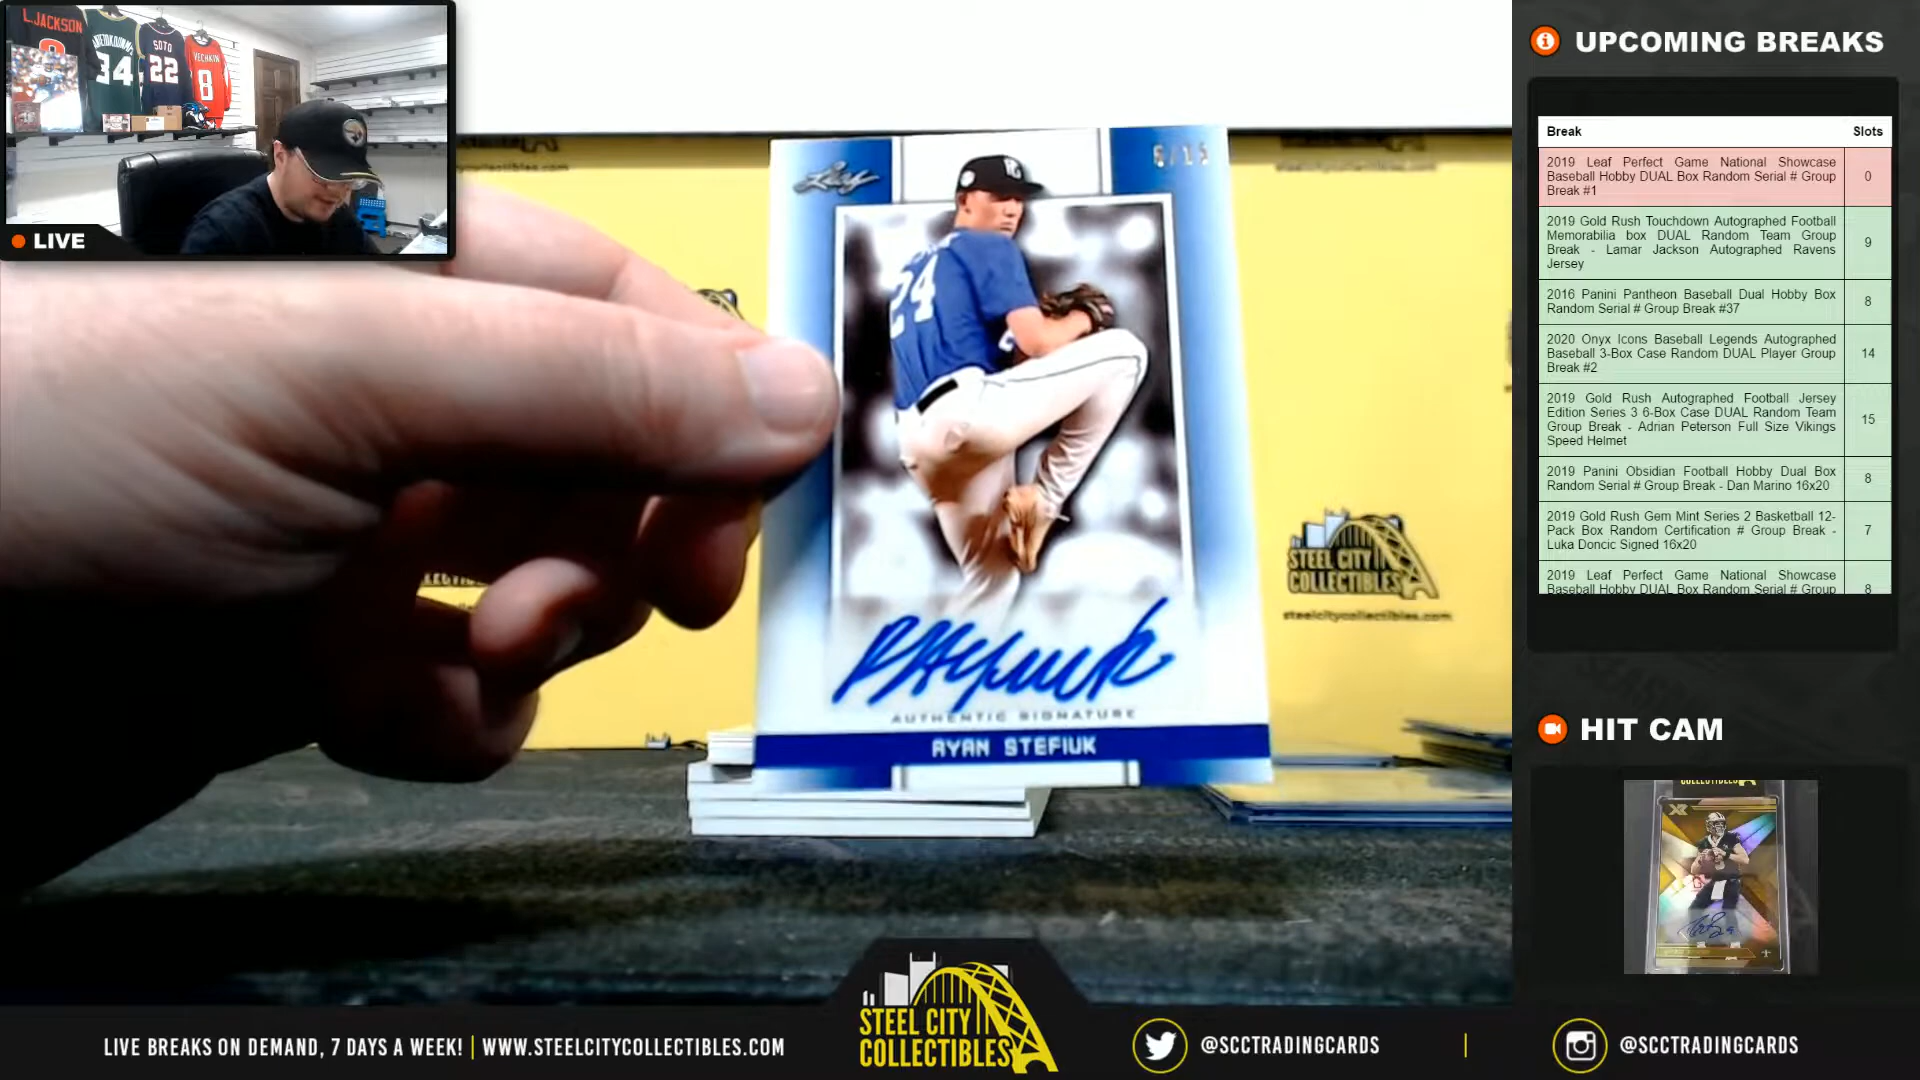 L.JACKSON
34
SOTO
22
8
LIVE
Leaf
24
AUTHENTIC SIGNATURE
RYAN STEFIUK
STEEL CITY
COLLECTIBLES
steelcitycollectibles.com
UPCOMING BREAKS
Break Slots
2019 Leaf Perfect Game National Showcase
Baseball Hobby DUAL Box Random Serial # Group
Break #1
0
2019 Gold Rush Touchdown Autographed Football
Memorabilia box DUAL Random Team Group
Break - Lamar Jackson Autographed Ravens
Jersey
9
2016 Panini Pantheon Baseball Dual Hobby Box
Random Serial # Group Break #37
8
2020 Onyx Icons Baseball Legends Autographed
Baseball 3-Box Case Random DUAL Player Group
Break #2
14
2019 Gold Rush Autographed Football Jersey
Edition Series 3 6-Box Case DUAL Random Team
Group Break - Adrian Peterson Full Size Vikings
Speed Helmet
15
2019 Panini Obsidian Football Hobby Dual Box
Random Serial # Group Break - Dan Marino 16x20
8
2019 Gold Rush Gem Mint Series 2 Basketball 12-
Pack Box Random Certification # Group Break -
Luka Doncic Signed 16x20
7
2019 Leaf Perfect Game National Showcase
Baseball Hobby DUAL Box Random Serial # Group
8
HIT CAM
XR
LIVE BREAKS ON DEMAND, 7 DAYS A WEEK! | WWW.STEELCITYCOLLECTIBLES.COM
STEEL CITY
COLLECTIBLES
@SCCTRADINGCARDS
|
@SCCTRADINGCARDS